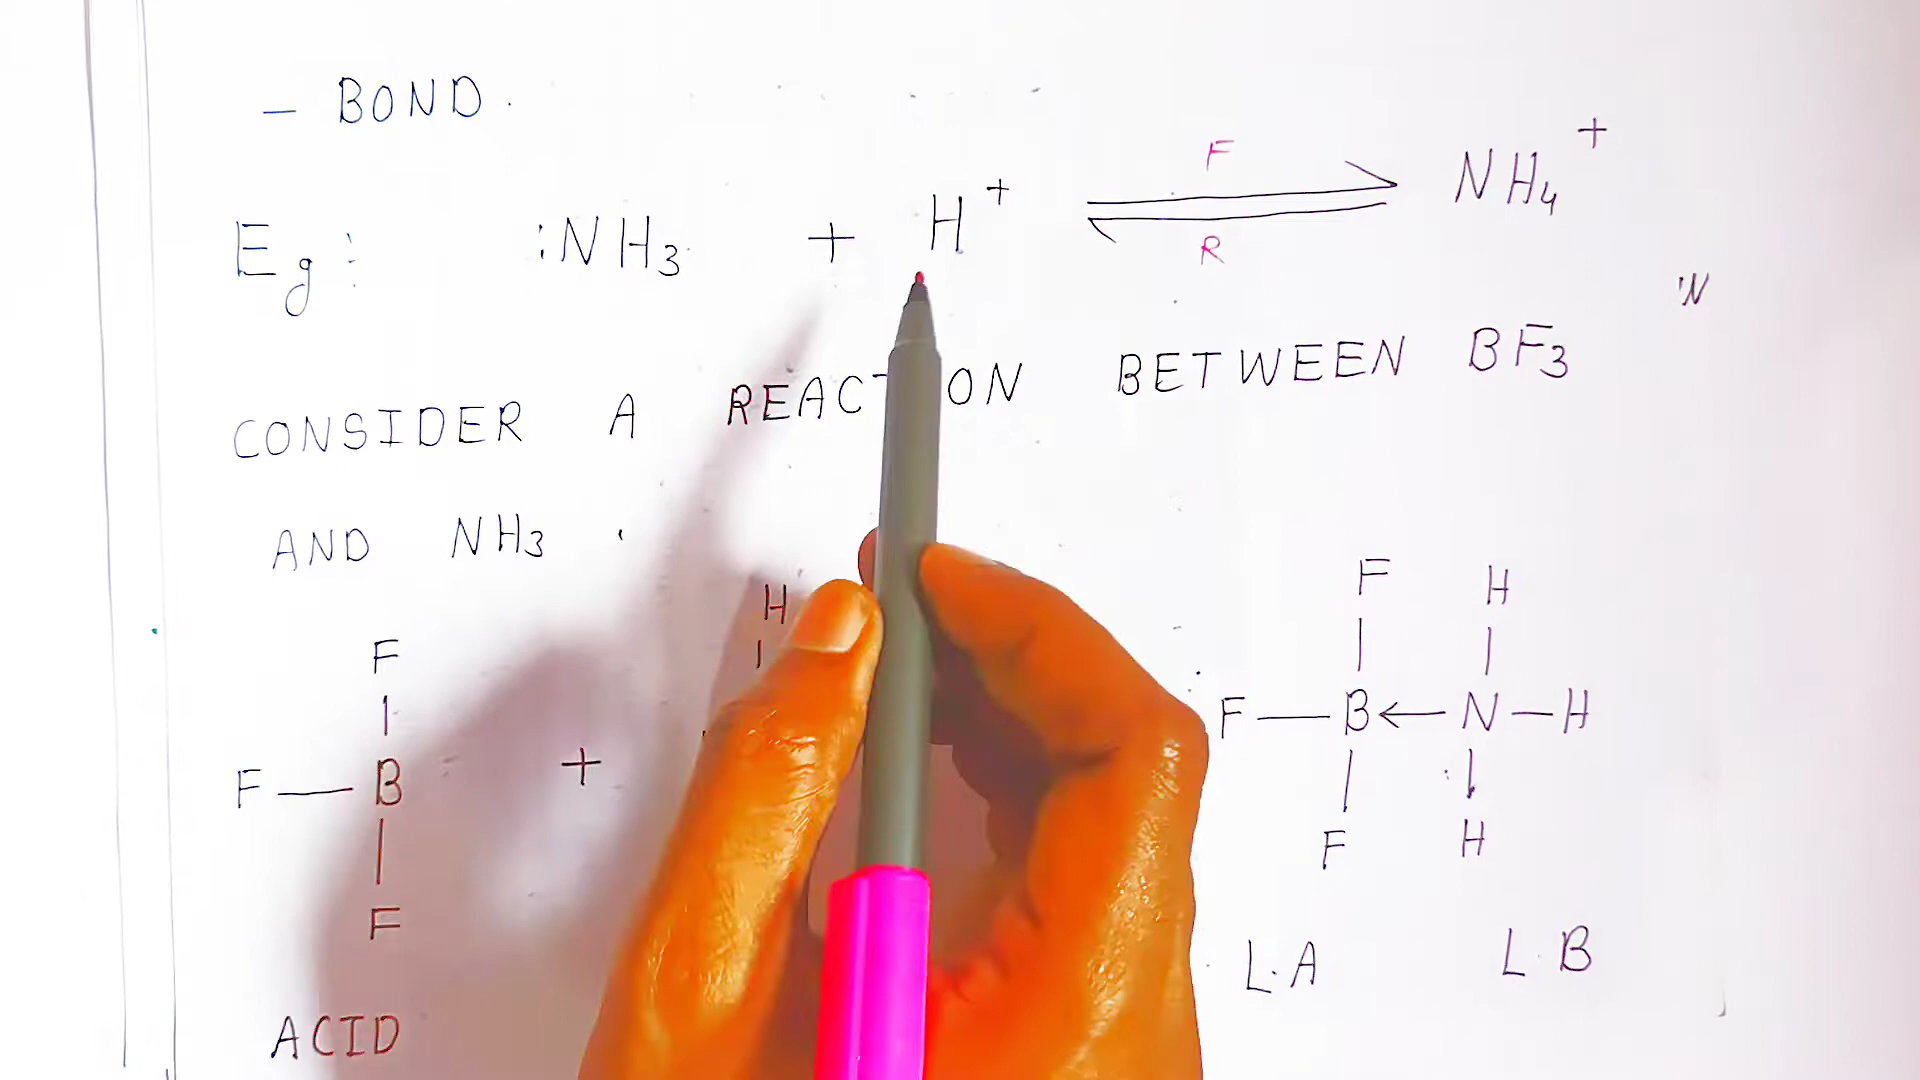 - BOND.
F
Eg: :NH3 + H+ ⇌ NH4+
R
N
CONSIDER A REACTION BETWEEN BF3
AND NH3.
F H
H
F
F—B←N—H
F—B +
F H
F
L.A L.B
ACID